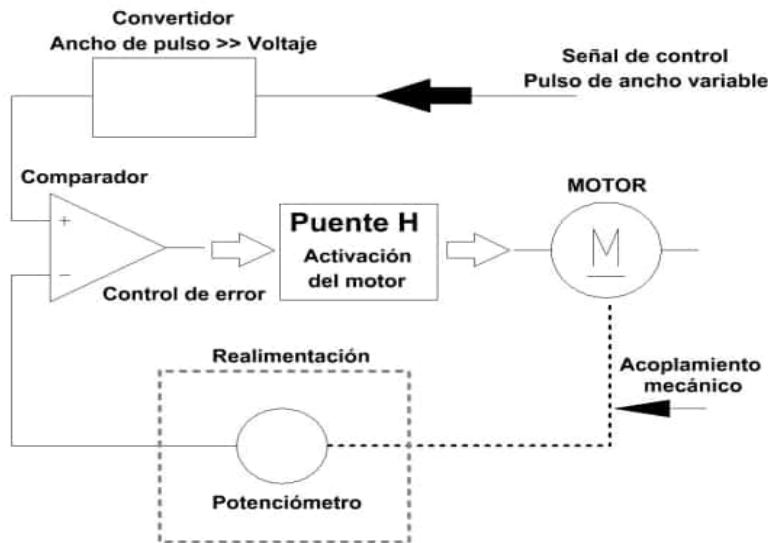 Convertidor
Ancho de pulso >> Voltaje
Señal de control
Pulso de ancho variable
Comparador
MOTOR
+
Puente H
Activación
del motor
M
−
Control de error
Realimentación
Acoplamiento
mecánico
Potenciómetro